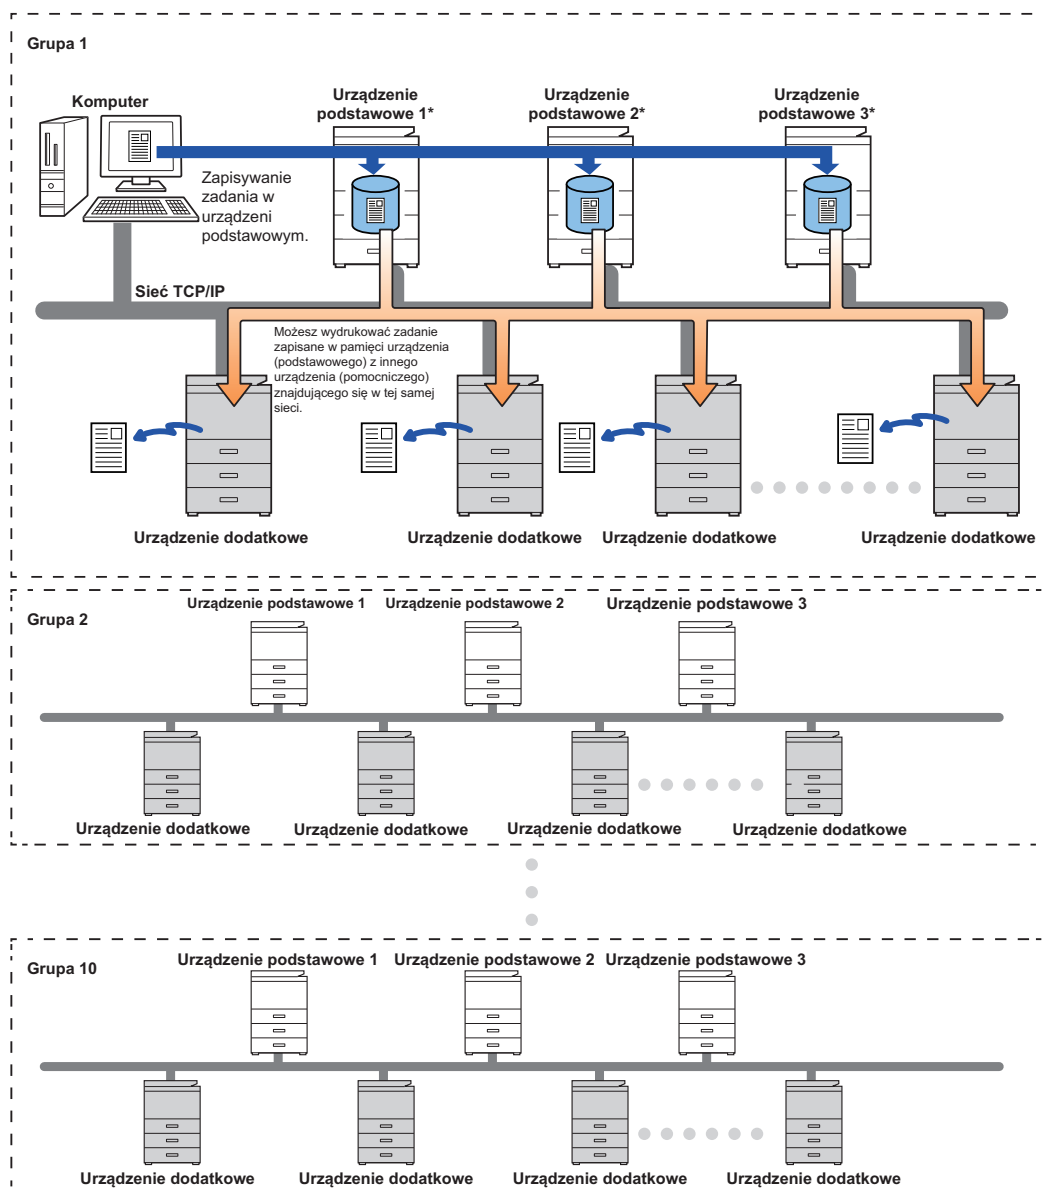 Grupa 1
Komputer
Urządzenie
podstawowe 1*
Urządzenie
podstawowe 2*
Urządzenie
podstawowe 3*
Zapisywanie
zadania w
urządzeni
podstawowym.
Sieć TCP/IP
Możesz wydrukować zadanie
zapisane w pamięci urządzenia
(podstawowego) z innego
urządzenia (pomocniczego)
znajdującego się w tej samej
sieci.
Urządzenie dodatkowe
Urządzenie dodatkowe
Urządzenie dodatkowe
Urządzenie dodatkowe
Grupa 2
Urządzenie podstawowe 1
Urządzenie podstawowe 2
Urządzenie podstawowe 3
Urządzenie dodatkowe
Urządzenie dodatkowe
Urządzenie dodatkowe
Urządzenie dodatkowe
Grupa 10
Urządzenie podstawowe 1
Urządzenie podstawowe 2
Urządzenie podstawowe 3
Urządzenie dodatkowe
Urządzenie dodatkowe
Urządzenie dodatkowe
Urządzenie dodatkowe